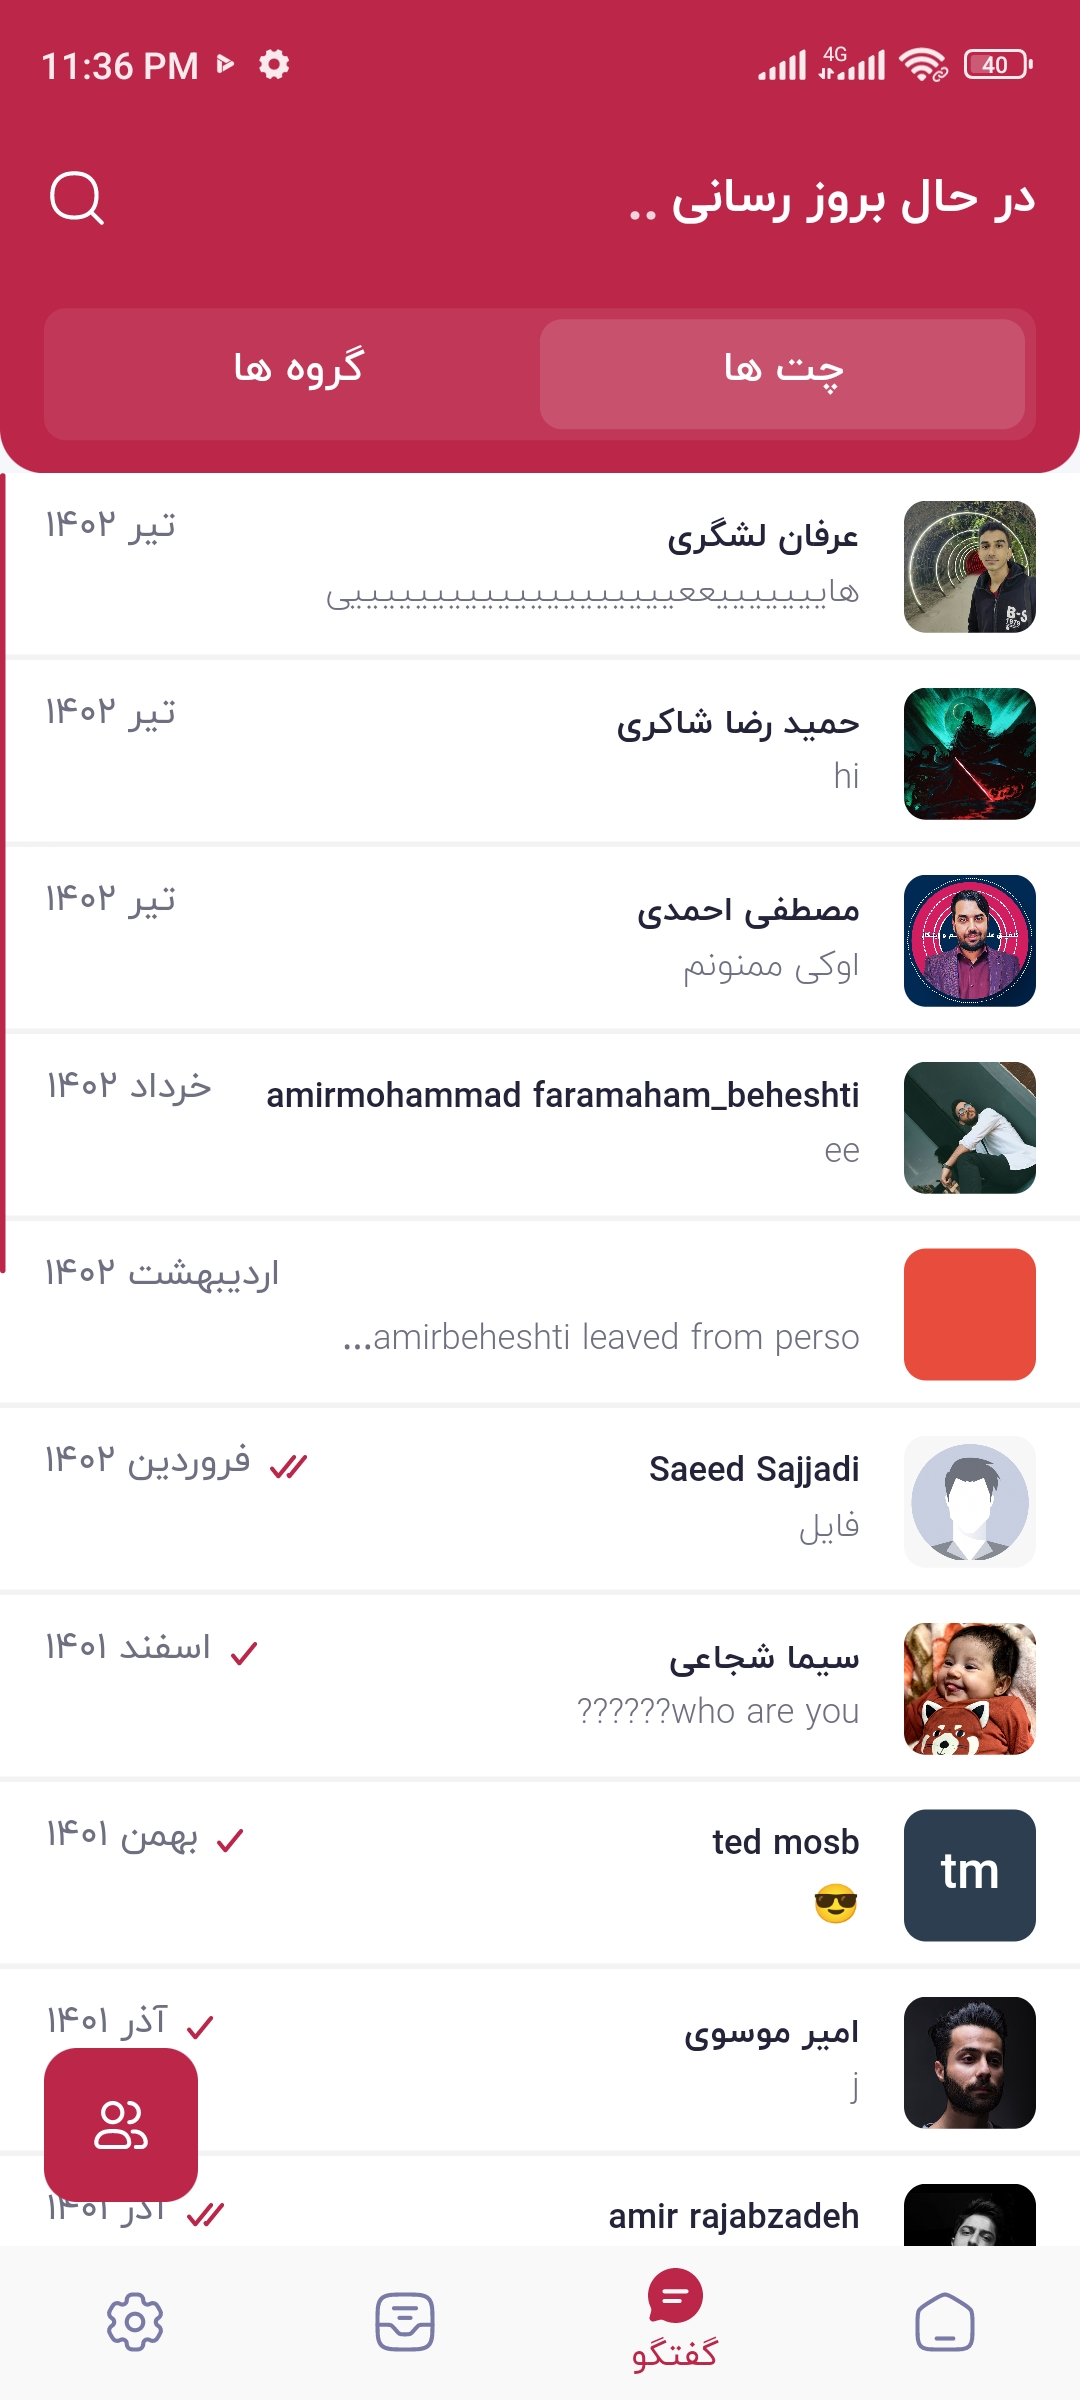 11:36 PM
4G
40
در حال بروز رسانی ..
چت ها
گروه ها
عرفان لشگری
تیر ۱۴۰۲
هایییییییععییییییییییییییییی
حمید رضا شاکری
تیر ۱۴۰۲
hi
مصطفی احمدی
تیر ۱۴۰۲
اوکی ممنونم
amirmohammad faramaham_beheshti
خرداد ۱۴۰۲
ee
اردیبهشت ۱۴۰۲
amirbeheshti leaved from perso...
Saeed Sajjadi
فروردین ۱۴۰۲
فایل
سیما شجاعی
اسفند ۱۴۰۱
who are you??????
tm
ted mosb
بهمن ۱۴۰۱
😎
امیر موسوی
آذر ۱۴۰۱
j
amir rajabzadeh
آذر ۱۴۰۱
گفتگو